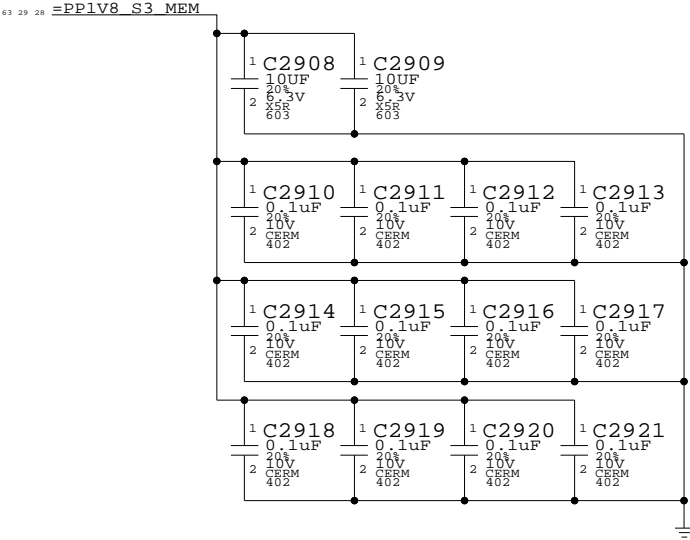 63 29 28 =PP1V8_S3_MEM
1 C2908 1 C2909
10UF 10UF
20% 20%
2 6.3V 2 6.3V
X5R X5R
603 603
1 C2910 1 C2911 1 C2912 1 C2913
0.1uF 0.1uF 0.1uF 0.1uF
20% 20% 20% 20%
2 10V 2 10V 2 10V 2 10V
CERM CERM CERM CERM
402 402 402 402
1 C2914 1 C2915 1 C2916 1 C2917
0.1uF 0.1uF 0.1uF 0.1uF
20% 20% 20% 20%
2 10V 2 10V 2 10V 2 10V
CERM CERM CERM CERM
402 402 402 402
1 C2918 1 C2919 1 C2920 1 C2921
0.1uF 0.1uF 0.1uF 0.1uF
20% 20% 20% 20%
2 10V 2 10V 2 10V 2 10V
CERM CERM CERM CERM
402 402 402 402